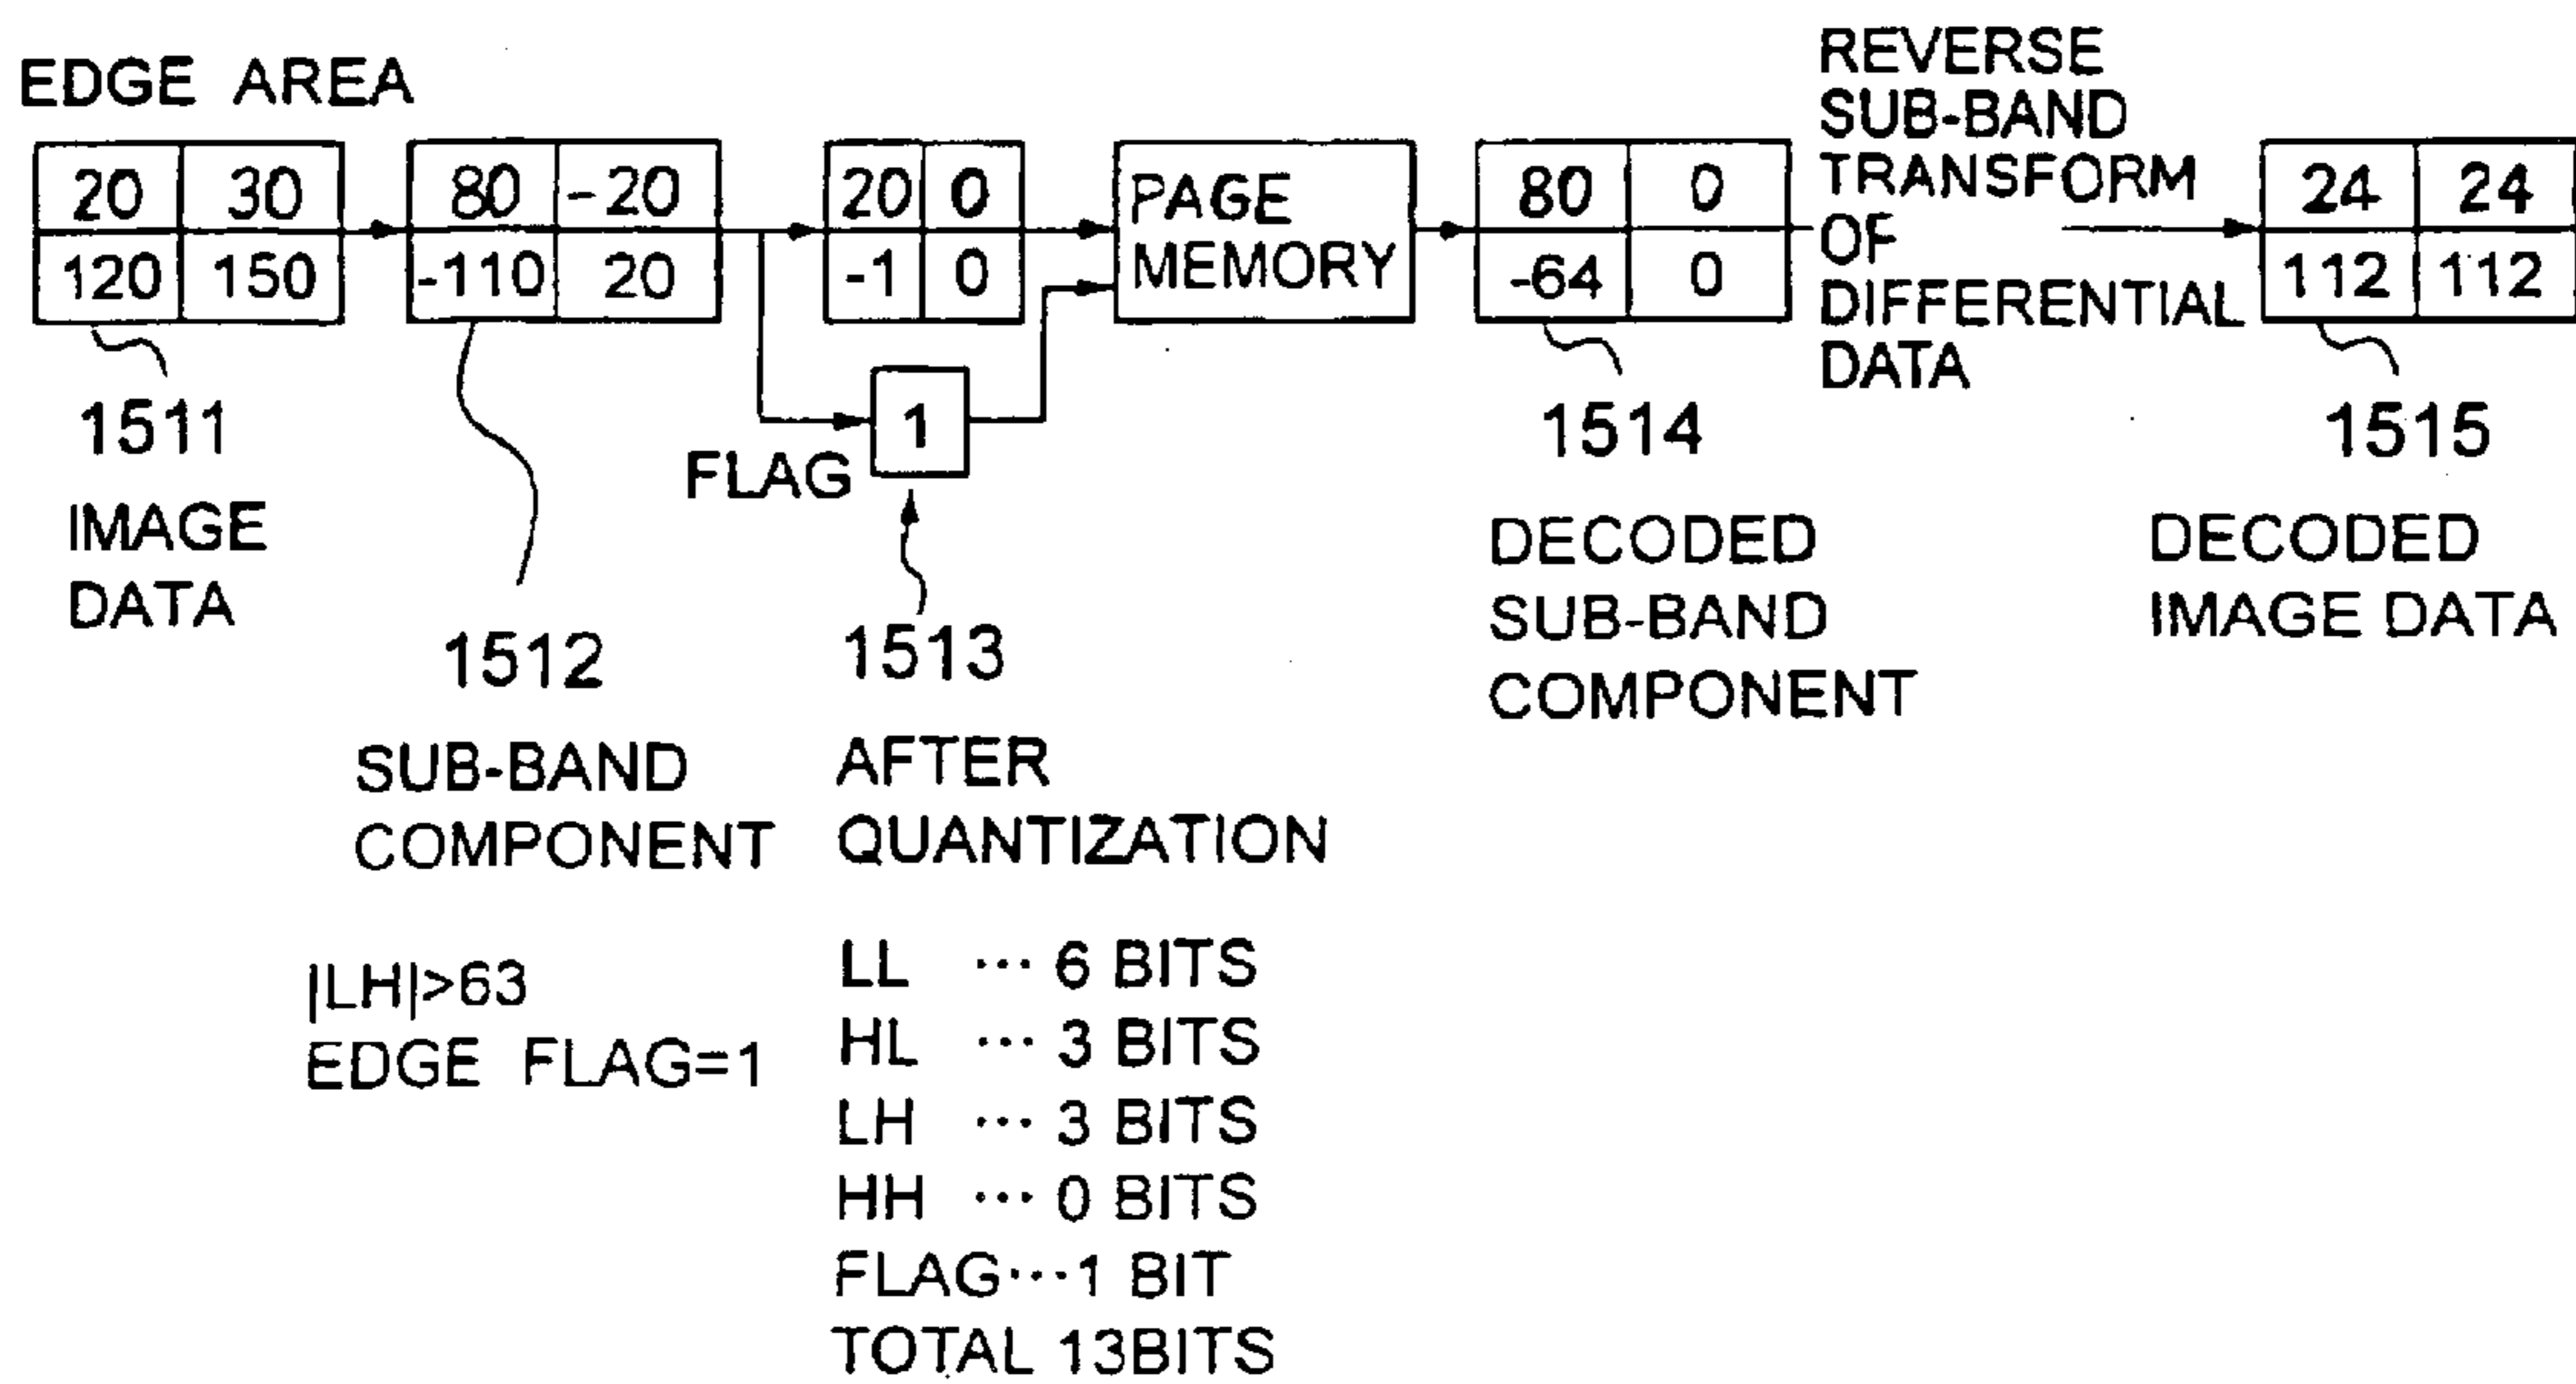 EDGE AREA
20 30
120 150
80 -20
-110 20
20 0
-1 0
PAGE
MEMORY
80 0
-64 0
REVERSE
SUB-BAND
TRANSFORM
OF
DIFFERENTIAL
DATA
24 24
112 112
FLAG
1
1511
IMAGE
DATA
1512
SUB-BAND
COMPONENT
|LH|>63
EDGE FLAG=1
1513
AFTER
QUANTIZATION
LL ··· 6 BITS
HL ··· 3 BITS
LH ··· 3 BITS
HH ··· 0 BITS
FLAG···1 BIT
TOTAL 13BITS
1514
DECODED
SUB-BAND
COMPONENT
1515
DECODED
IMAGE DATA